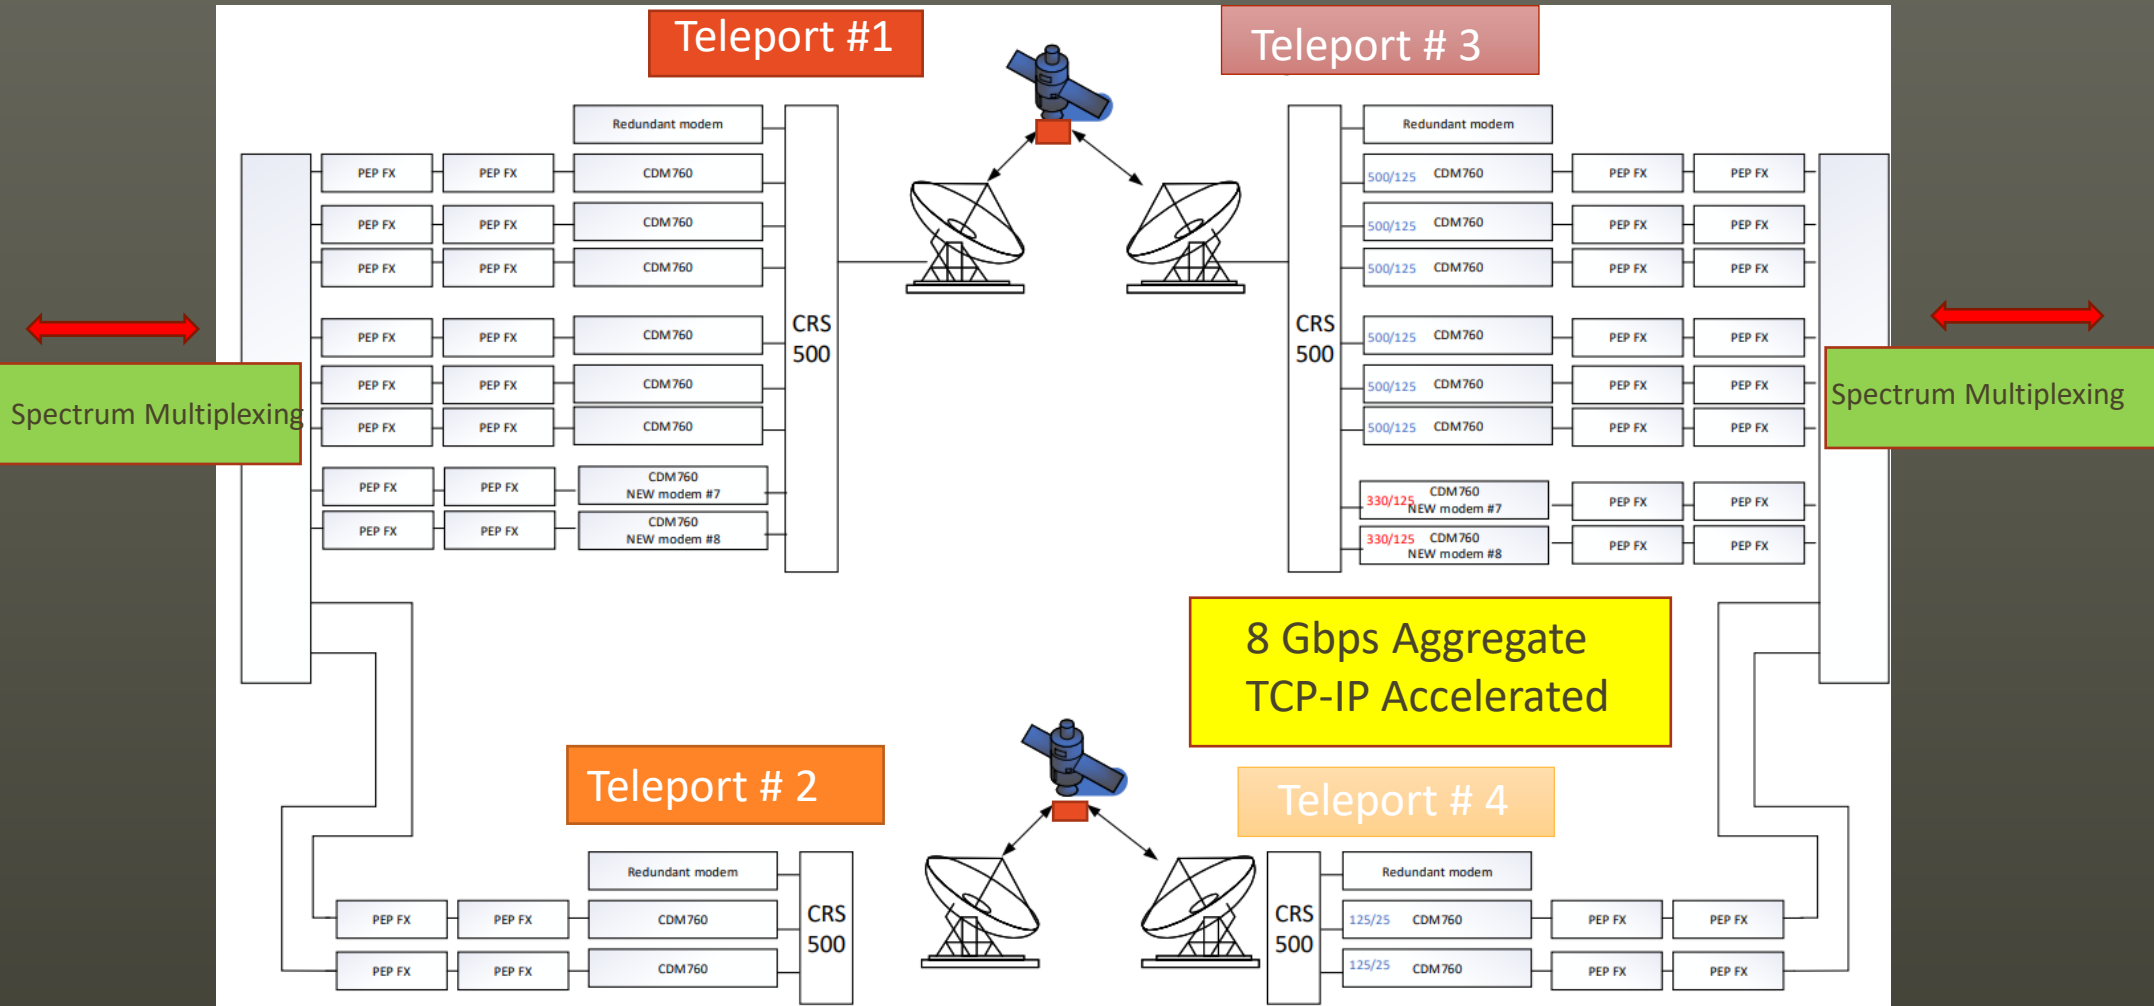 Teleport #1
Teleport # 3
Redundant modem
PEP FX PEP FX CDM760
PEP FX PEP FX CDM760
PEP FX PEP FX CDM760
PEP FX PEP FX CDM760
PEP FX PEP FX CDM760
PEP FX PEP FX CDM760
PEP FX PEP FX CDM760
NEW modem #7
PEP FX PEP FX CDM760
NEW modem #8
CRS
500
Spectrum Multiplexing
CRS
500
Redundant modem
500/125 CDM760 PEP FX PEP FX
500/125 CDM760 PEP FX PEP FX
500/125 CDM760 PEP FX PEP FX
500/125 CDM760 PEP FX PEP FX
500/125 CDM760 PEP FX PEP FX
500/125 CDM760 PEP FX PEP FX
330/125 CDM760 PEP FX PEP FX
NEW modem #7
330/125 CDM760 PEP FX PEP FX
NEW modem #8
Spectrum Multiplexing
8 Gbps Aggregate
TCP-IP Accelerated
Teleport # 2
Teleport # 4
Redundant modem
PEP FX PEP FX CDM760
PEP FX PEP FX CDM760
CRS
500
CRS
500
Redundant modem
125/25 CDM760 PEP FX PEP FX
125/25 CDM760 PEP FX PEP FX